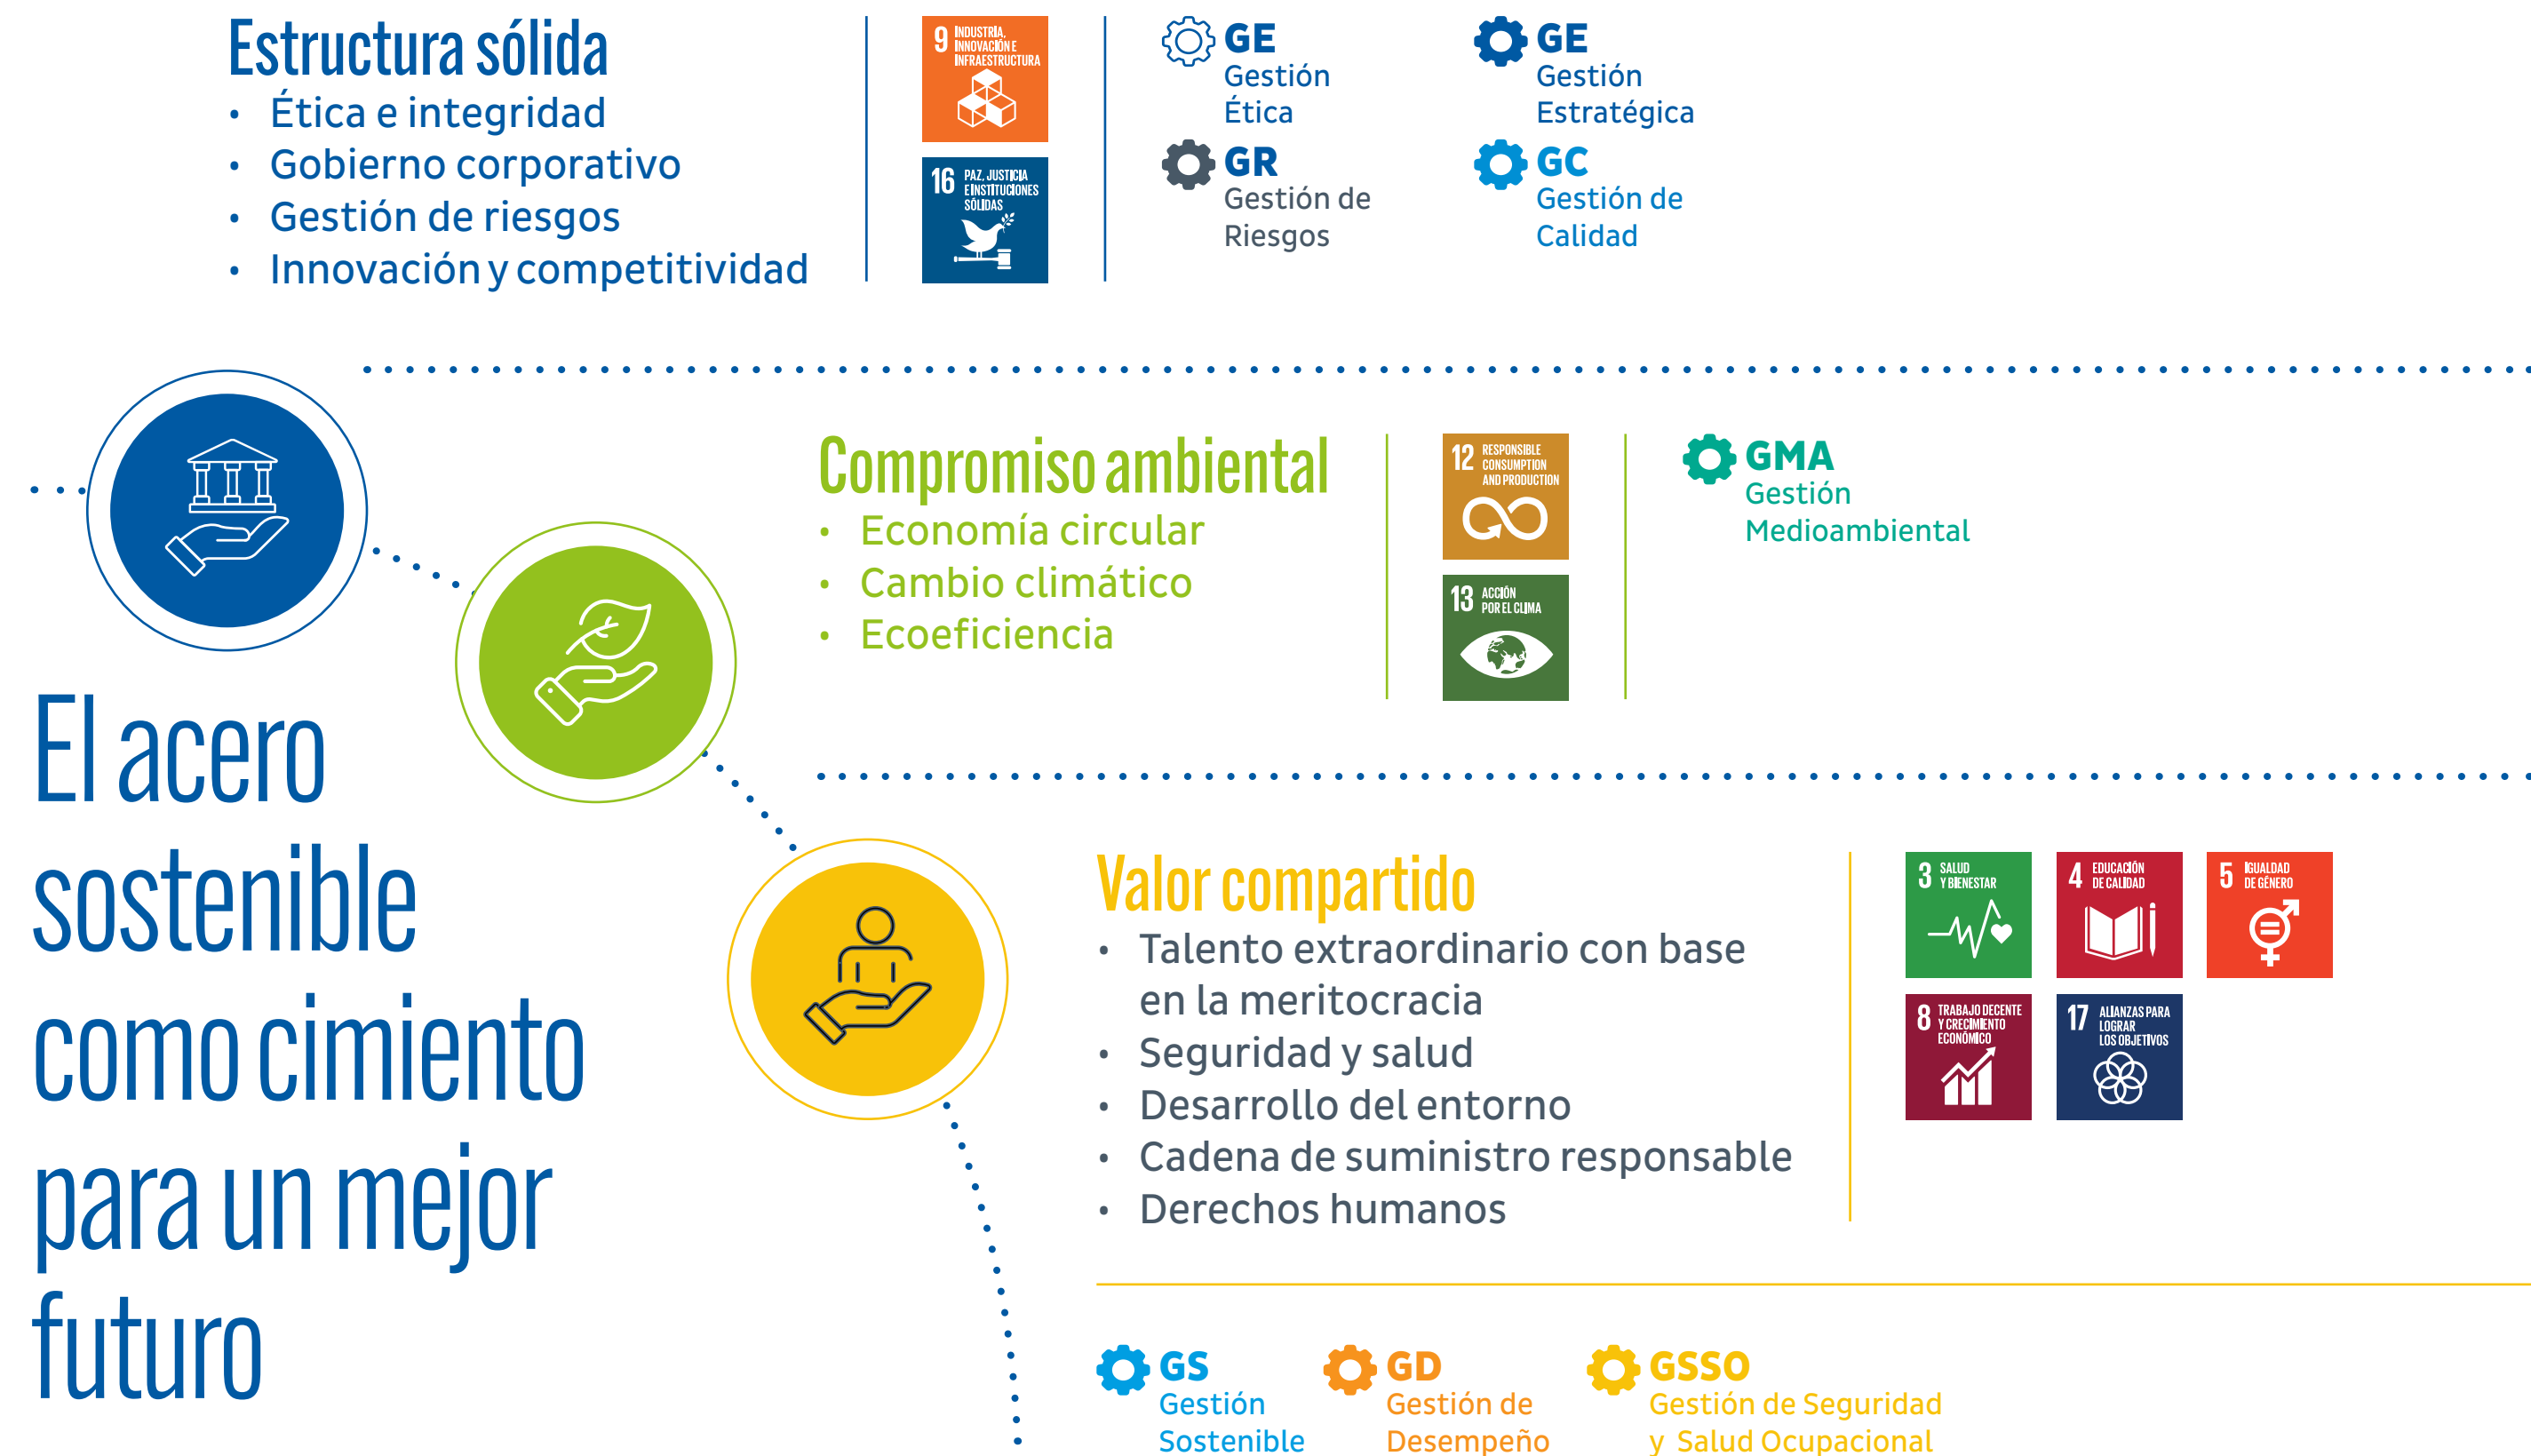 Estructura sólida
• Ética e integridad
• Gobierno corporativo
• Gestión de riesgos
• Innovación y competitividad
9 INDUSTRIA,
INNOVACIÓN E
INFRAESTRUCTURA
16 PAZ, JUSTICIA
E INSTITUCIONES
SÓLIDAS
GE
Gestión
Ética
GE
Gestión
Estratégica
GR
Gestión de
Riesgos
GC
Gestión de
Calidad
Compromiso ambiental
• Economía circular
• Cambio climático
• Ecoeficiencia
12 RESPONSIBLE
CONSUMPTION
AND PRODUCTION
13 ACCIÓN
POR EL CLIMA
GMA
Gestión
Medioambiental
El acero
sostenible
como cimiento
para un mejor
futuro
Valor compartido
• Talento extraordinario con base
en la meritocracia
• Seguridad y salud
• Desarrollo del entorno
• Cadena de suministro responsable
• Derechos humanos
3 SALUD
Y BIENESTAR
4 EDUCACIÓN
DE CALIDAD
5 IGUALDAD
DE GÉNERO
8 TRABAJO DECENTE
Y CRECIMIENTO
ECONÓMICO
17 ALIANZAS PARA
LOGRAR
LOS OBJETIVOS
GS
Gestión
Sostenible
GD
Gestión de
Desempeño
GSSO
Gestión de Seguridad
y Salud Ocupacional